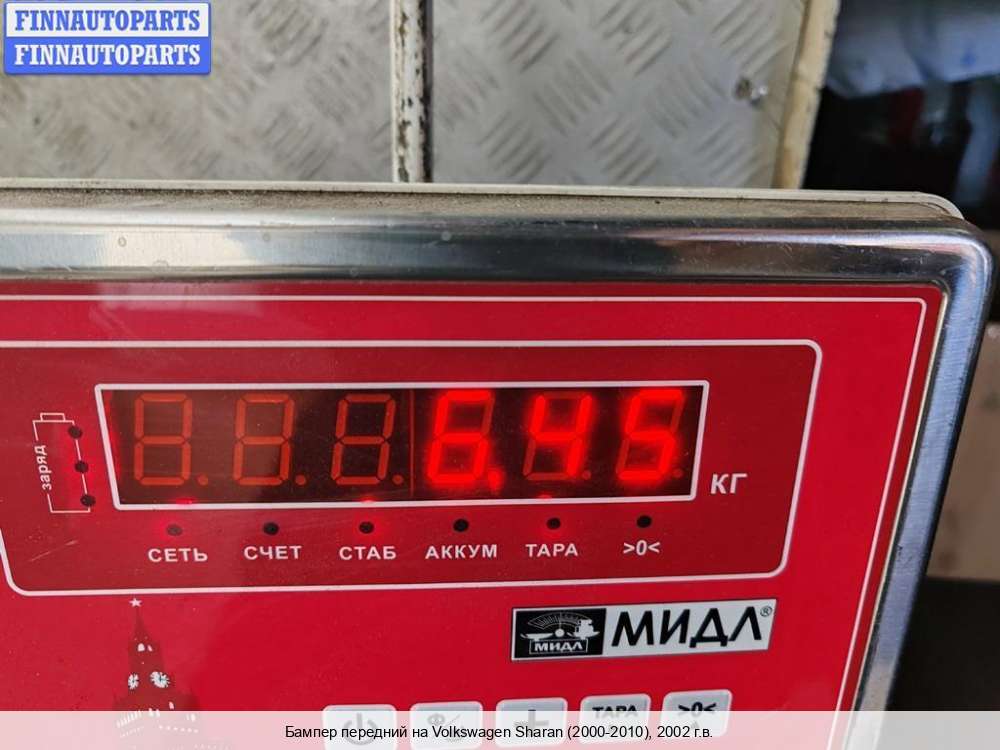 FINNAUTOPARTS
FINNAUTOPARTS
6.45
КГ
заряд
СЕТЬ СЧЕТ СТАБ АККУМ ТАРА >0<
МИДЛ МИДЛ®
ТАРА >0<
Бампер передний на Volkswagen Sharan (2000-2010), 2002 г.в.